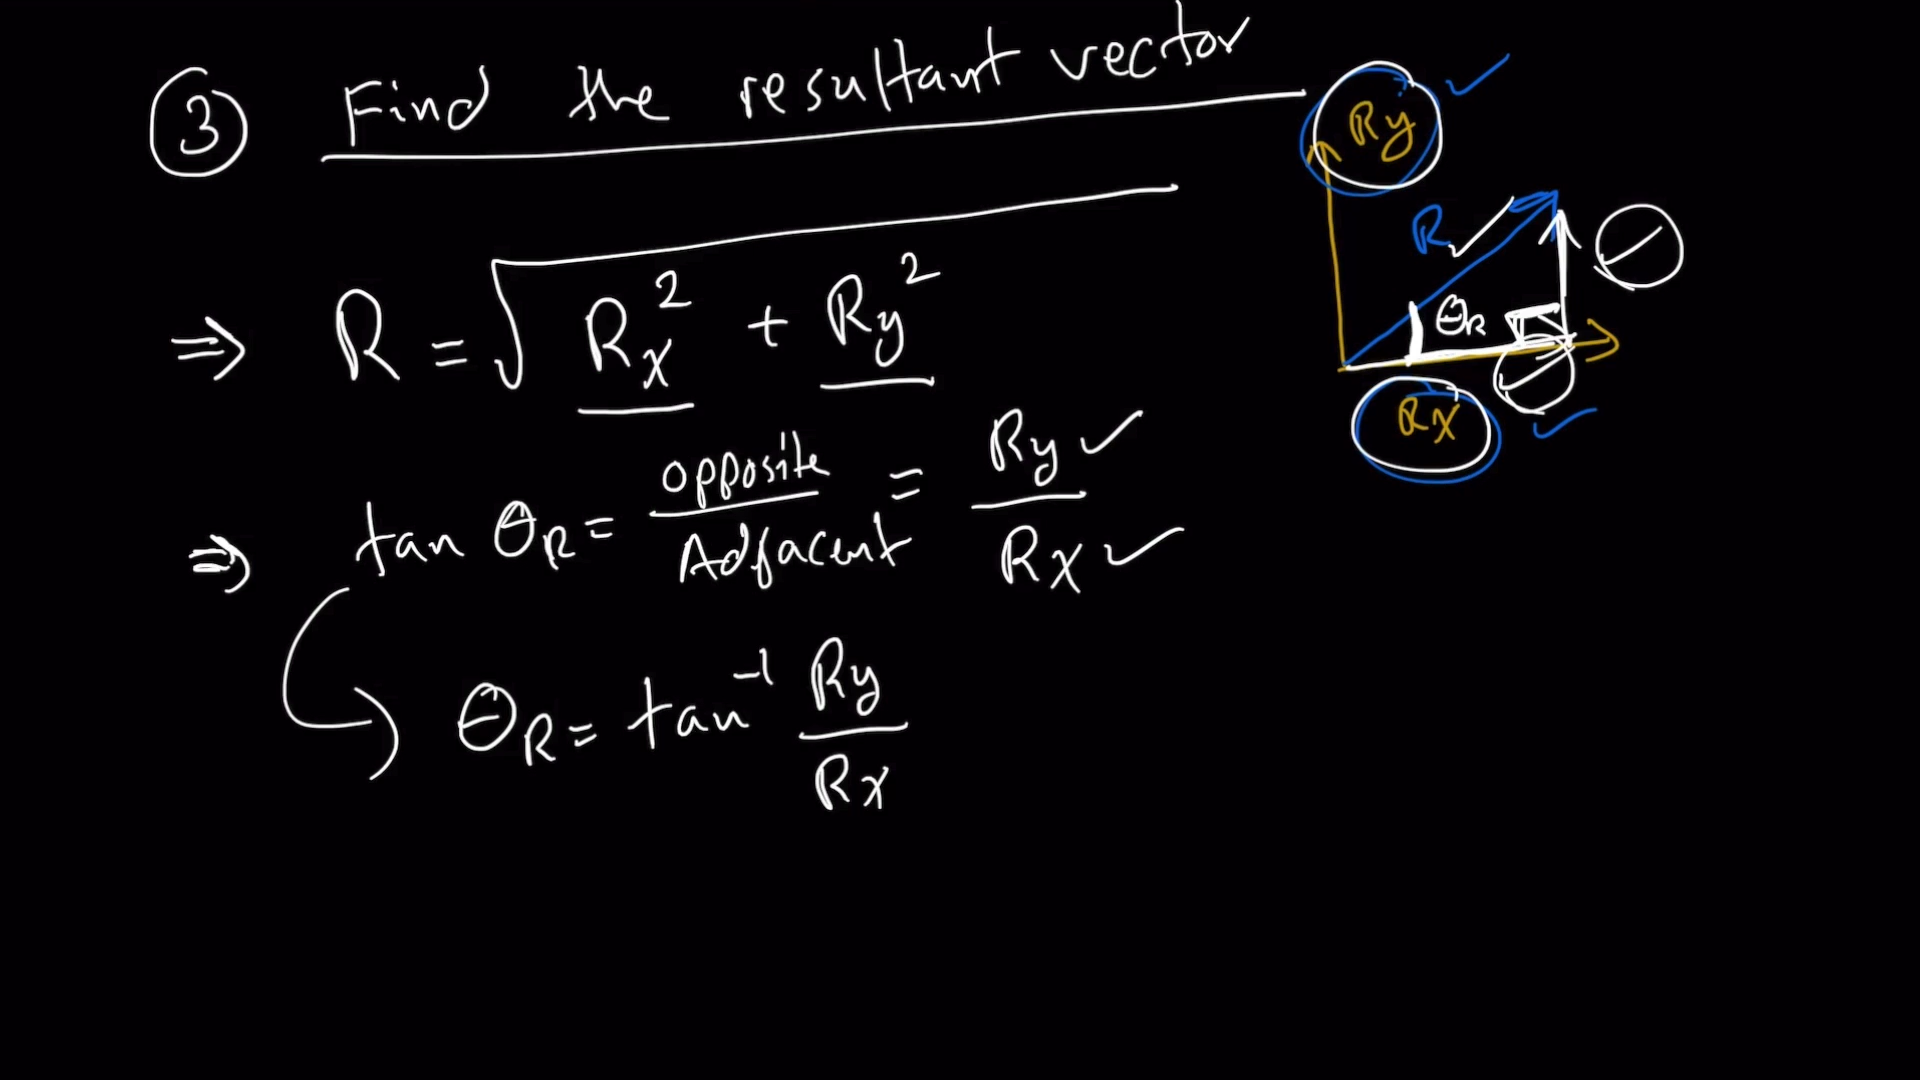 ③ Find the resultant vector
Ry
R
θR
Rx
⇒ R = √(Rx² + Ry²)
⇒ tan θR = opposite / Adjacent = Ry / Rx
θR = tan⁻¹ Ry / Rx